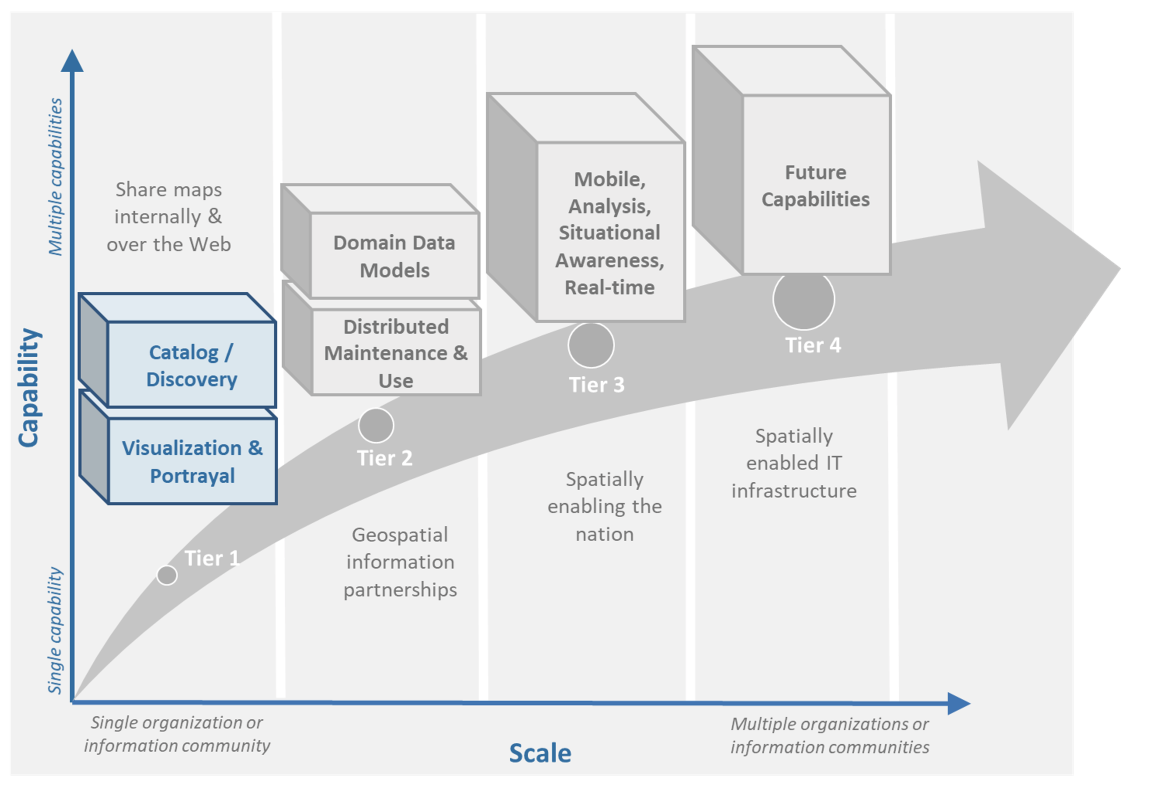 Capability
Multiple capabilities
Single capability
Share maps
internally &
over the Web
Catalog /
Discovery
Visualization &
Portrayal
Tier 1
Domain Data
Models
Distributed
Maintenance &
Use
Tier 2
Geospatial
information
partnerships
Mobile,
Analysis,
Situational
Awareness,
Real-time
Tier 3
Spatially
enabling the
nation
Future
Capabilities
Tier 4
Spatially
enabled IT
infrastructure
Single organization or
information community
Scale
Multiple organizations or
information communities